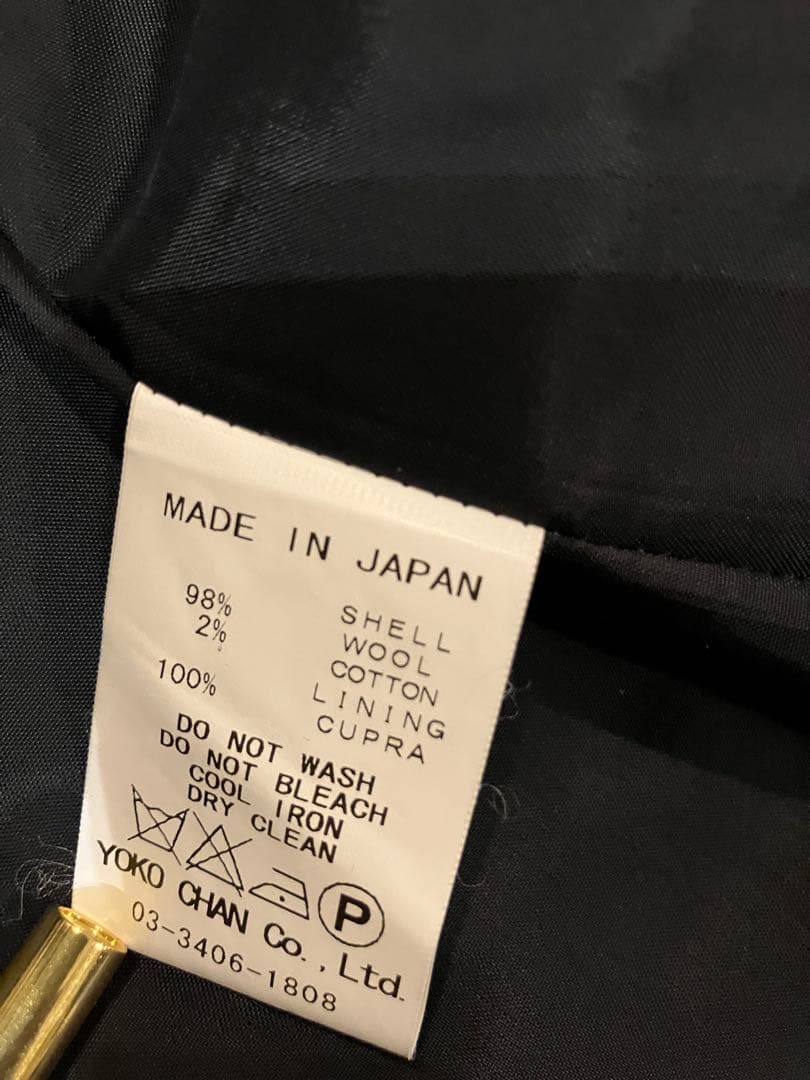 MADE IN JAPAN
SHELL
98% WOOL
2% COTTON
LINING
100% CUPRA
DO NOT WASH
DO NOT BLEACH
COOL IRON
DRY CLEAN
P
YOKO CHAN Co., Ltd.
03-3406-1808